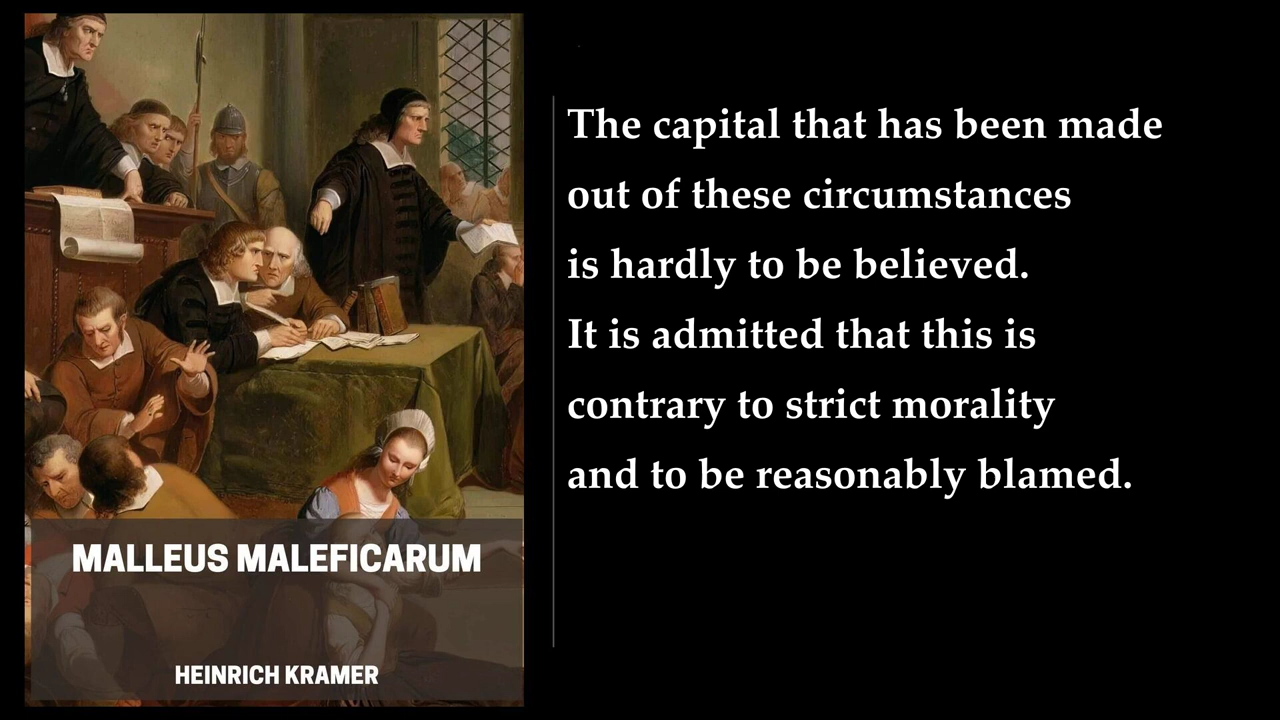 MALLEUS MALEFICARUM
HEINRICH KRAMER
The capital that has been made
out of these circumstances
is hardly to be believed.
It is admitted that this is
contrary to strict morality
and to be reasonably blamed.